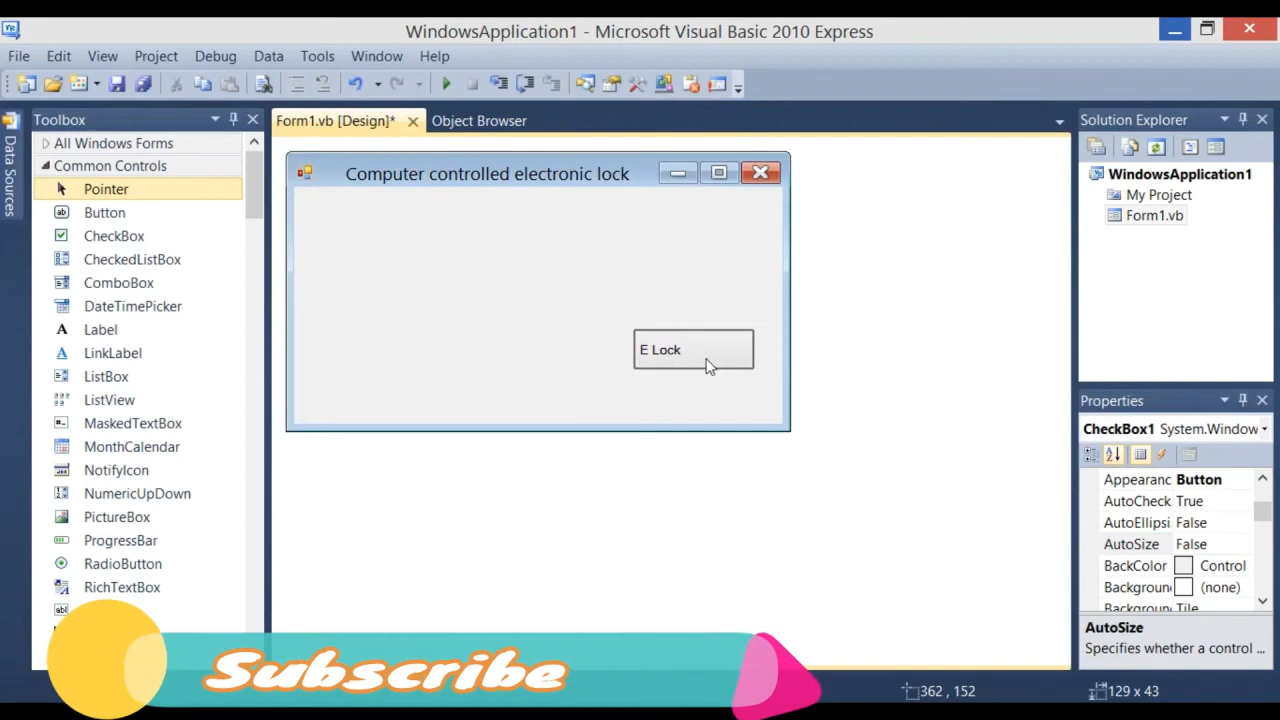 WindowsApplication1 - Microsoft Visual Basic 2010 Express
File Edit View Project Debug Data Tools Window Help
Data Sources
Toolbox
All Windows Forms
Common Controls
Pointer
Button
CheckBox
CheckedListBox
ComboBox
DateTimePicker
Label
LinkLabel
ListBox
ListView
MaskedTextBox
MonthCalendar
NotifyIcon
NumericUpDown
PictureBox
ProgressBar
RadioButton
RichTextBox
Form1.vb [Design]* Object Browser
Computer controlled electronic lock
E Lock
Solution Explorer
WindowsApplication1
My Project
Form1.vb
Properties
CheckBox1 System.Window
Appearanc Button
AutoCheck True
AutoEllipsi False
AutoSize False
BackColor Control
Backgroun (none)
Backgroun Tile
AutoSize
Specifies whether a control ...
Subscribe
362 , 152
129 x 43